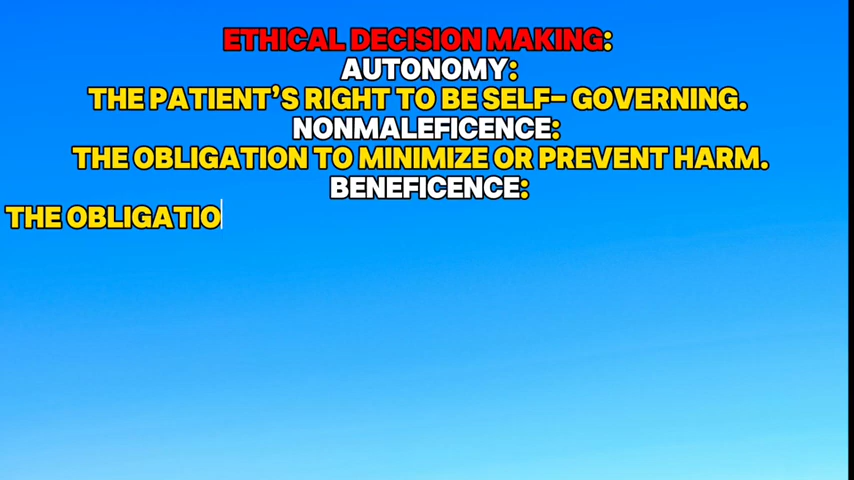 ETHICAL DECISION MAKING:
AUTONOMY:
THE PATIENT'S RIGHT TO BE SELF- GOVERNING.
NONMALEFICENCE:
THE OBLIGATION TO MINIMIZE OR PREVENT HARM.
BENEFICENCE:
THE OBLIGATIO